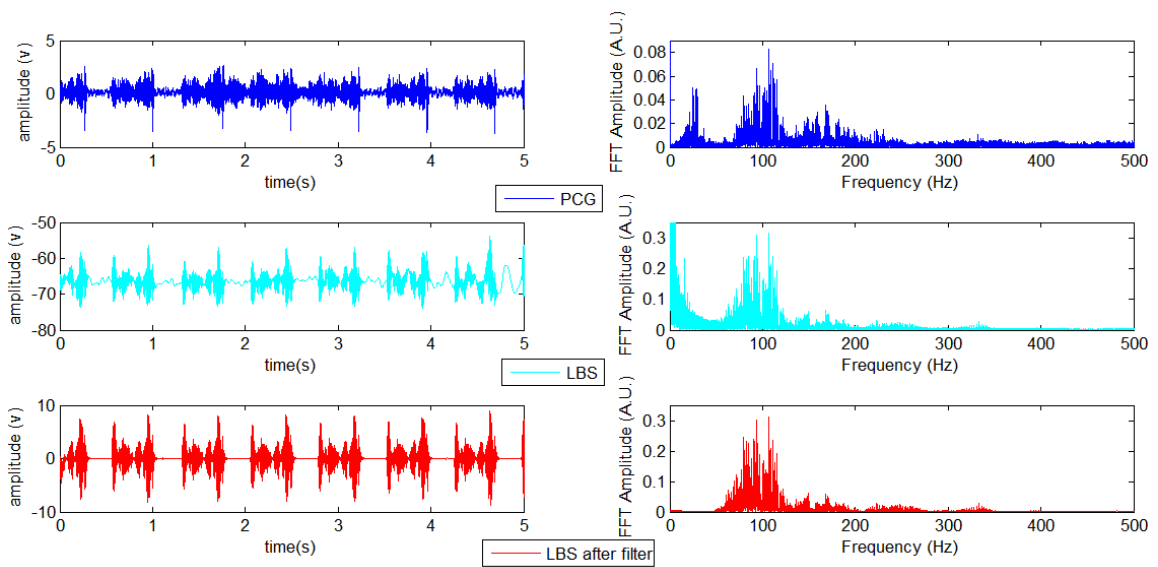 5
0
-5
amplitude (v)
0 1 2 3 4 5
time(s)
0.08
0.06
0.04
0.02
0
FFT Amplitude (A.U.)
0 100 200 300 400 500
Frequency (Hz)
PCG
-50
-60
-70
-80
amplitude (v)
0 1 2 3 4 5
time(s)
0.3
0.2
0.1
0
FFT Amplitude (A.U.)
0 100 200 300 400 500
Frequency (Hz)
LBS
10
0
-10
amplitude (v)
0 1 2 3 4 5
time(s)
0.3
0.2
0.1
0
FFT Amplitude (A.U.)
0 100 200 300 400 500
Frequency (Hz)
LBS after filter